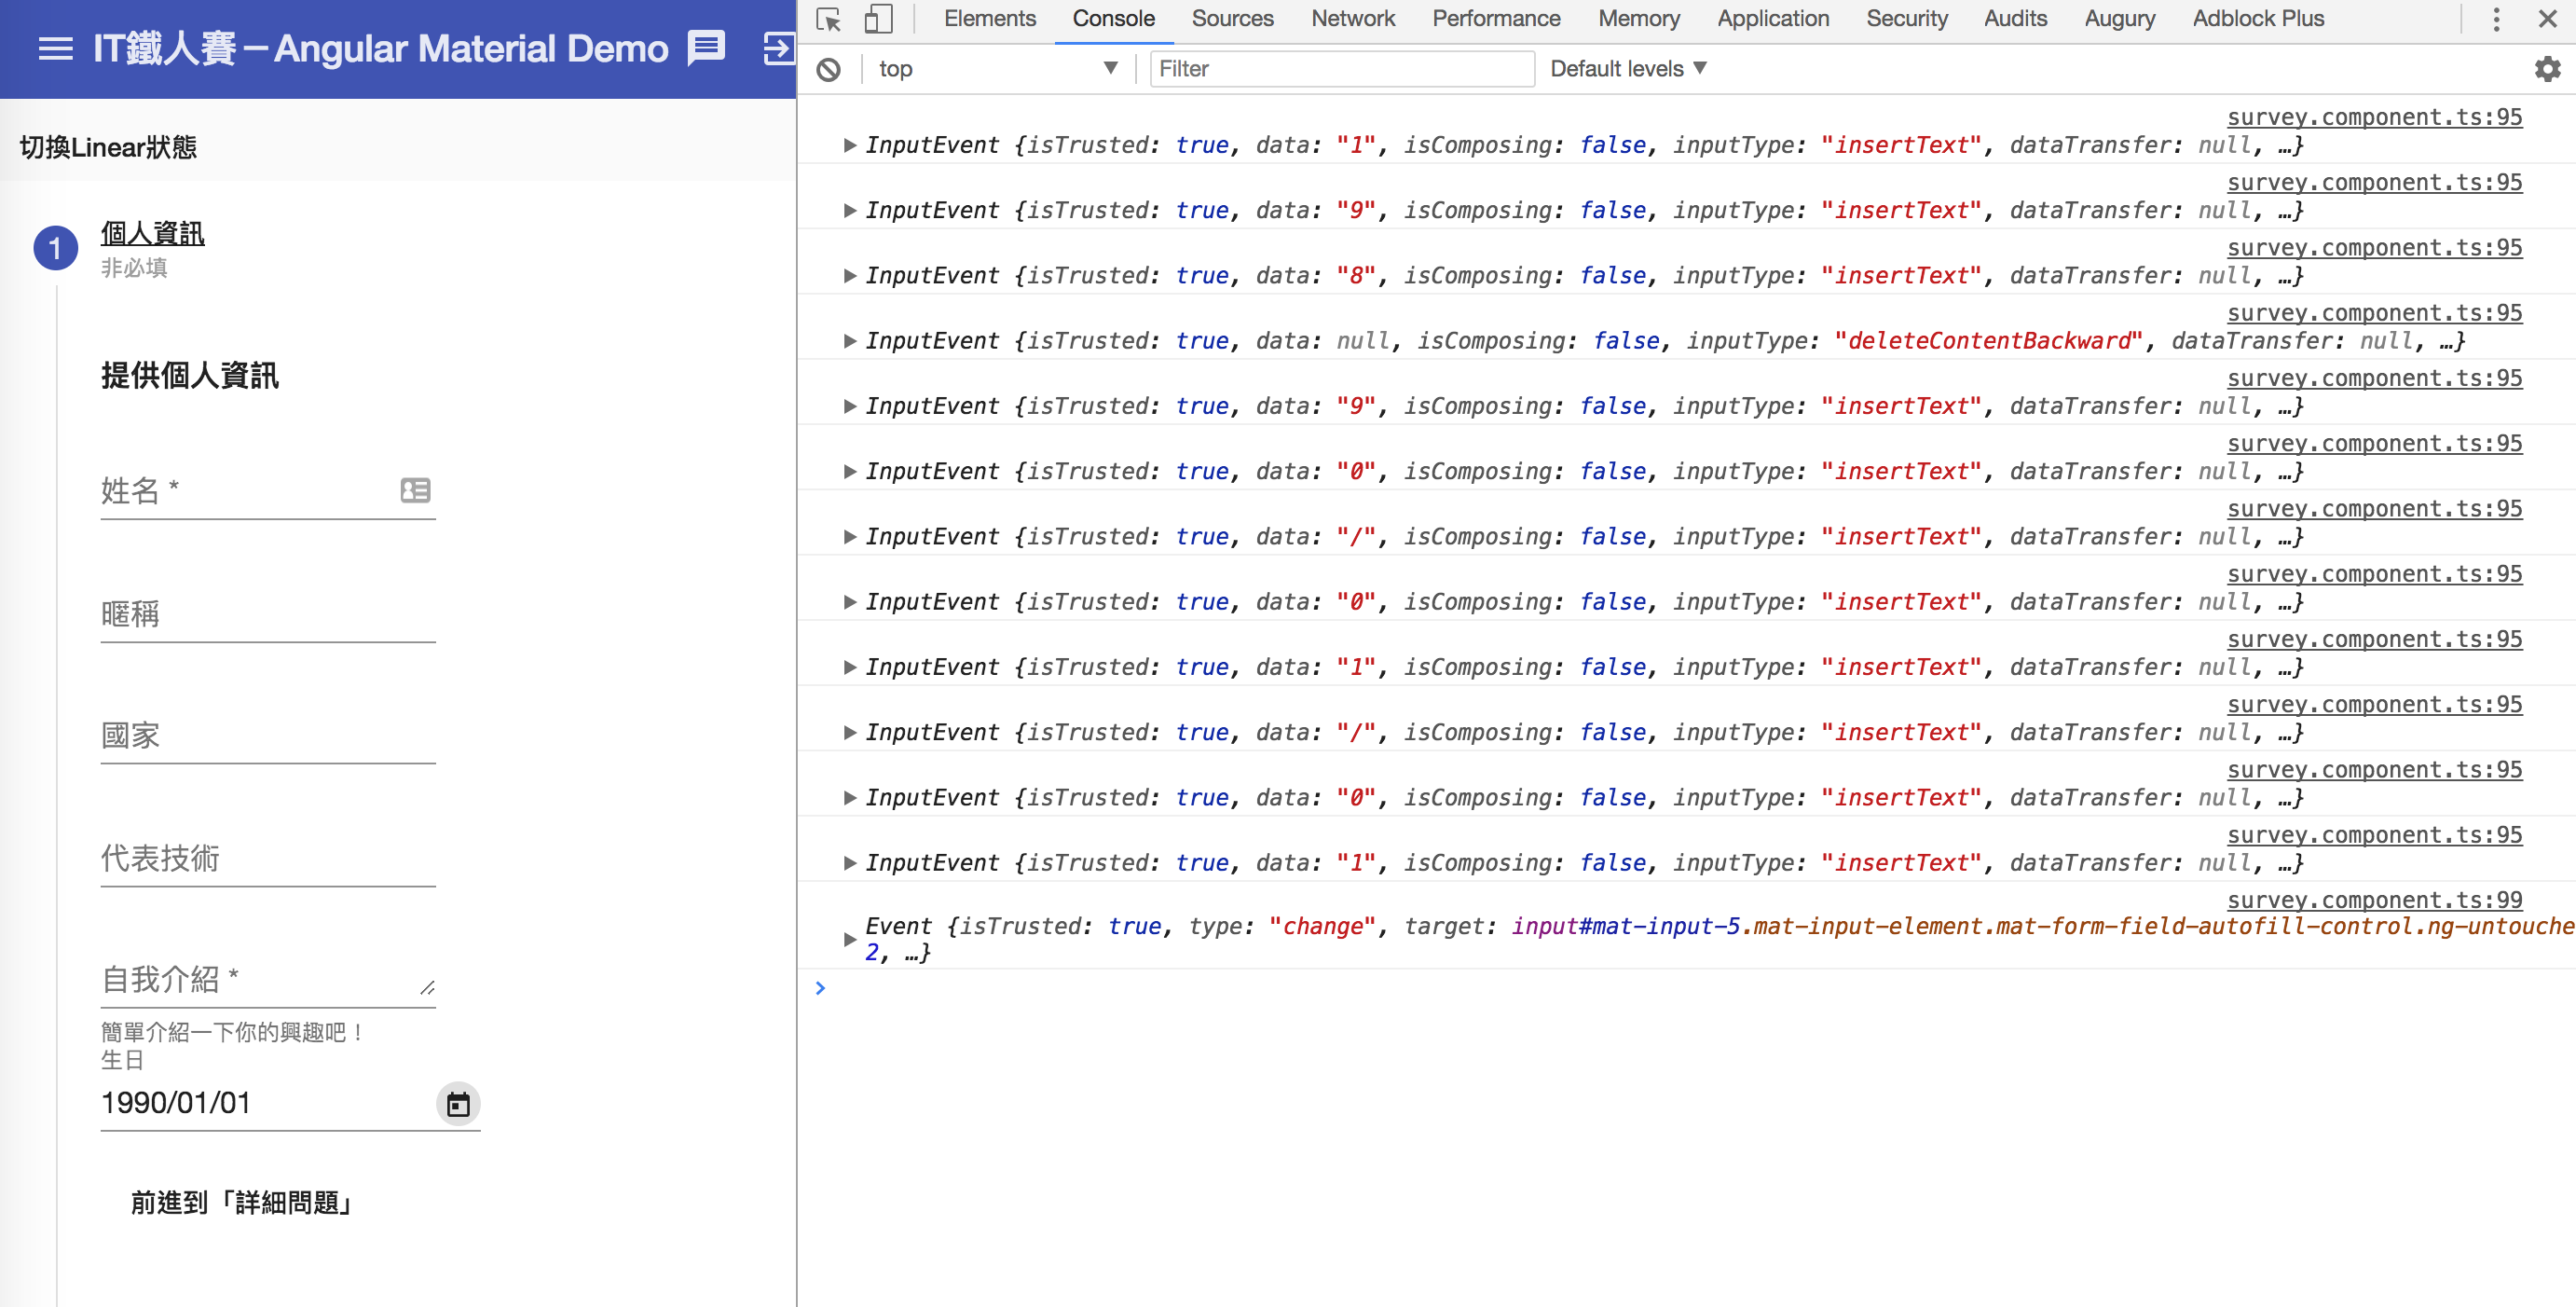 IT鐵人賽－Angular Material Demo
切換Linear狀態
1
個人資訊
非必填
提供個人資訊
姓名 *
暱稱
國家
代表技術
自我介紹 *
簡單介紹一下你的興趣吧！
生日
1990/01/01
前進到「詳細問題」
Elements Console Sources Network Performance Memory Application Security Audits Augury Adblock Plus
top Filter Default levels
survey.component.ts:95
InputEvent {isTrusted: true, data: "1", isComposing: false, inputType: "insertText", dataTransfer: null, …}
survey.component.ts:95
InputEvent {isTrusted: true, data: "9", isComposing: false, inputType: "insertText", dataTransfer: null, …}
survey.component.ts:95
InputEvent {isTrusted: true, data: "8", isComposing: false, inputType: "insertText", dataTransfer: null, …}
survey.component.ts:95
InputEvent {isTrusted: true, data: null, isComposing: false, inputType: "deleteContentBackward", dataTransfer: null, …}
survey.component.ts:95
InputEvent {isTrusted: true, data: "9", isComposing: false, inputType: "insertText", dataTransfer: null, …}
survey.component.ts:95
InputEvent {isTrusted: true, data: "0", isComposing: false, inputType: "insertText", dataTransfer: null, …}
survey.component.ts:95
InputEvent {isTrusted: true, data: "/", isComposing: false, inputType: "insertText", dataTransfer: null, …}
survey.component.ts:95
InputEvent {isTrusted: true, data: "0", isComposing: false, inputType: "insertText", dataTransfer: null, …}
survey.component.ts:95
InputEvent {isTrusted: true, data: "1", isComposing: false, inputType: "insertText", dataTransfer: null, …}
survey.component.ts:95
InputEvent {isTrusted: true, data: "/", isComposing: false, inputType: "insertText", dataTransfer: null, …}
survey.component.ts:95
InputEvent {isTrusted: true, data: "0", isComposing: false, inputType: "insertText", dataTransfer: null, …}
survey.component.ts:95
InputEvent {isTrusted: true, data: "1", isComposing: false, inputType: "insertText", dataTransfer: null, …}
survey.component.ts:99
Event {isTrusted: true, type: "change", target: input#mat-input-5.mat-input-element.mat-form-field-autofill-control.ng-untouche
2, …}